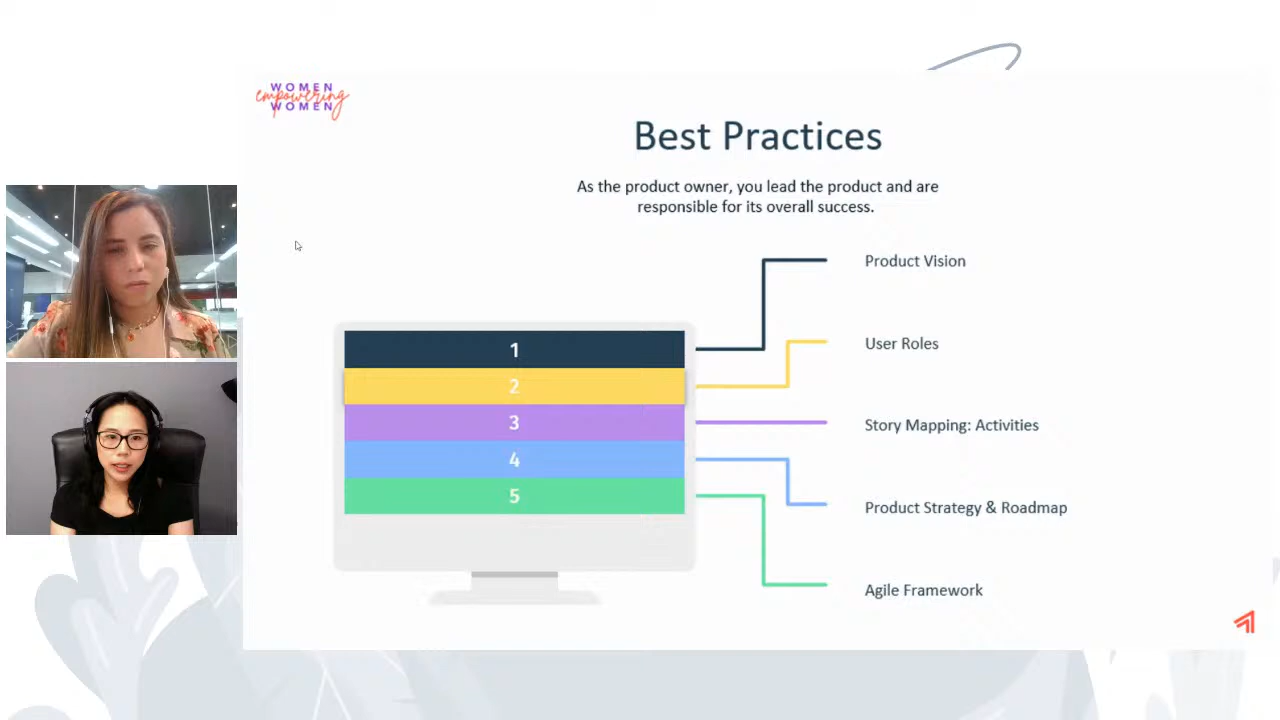 WOMEN
empowering
WOMEN
Best Practices
As the product owner, you lead the product and are
responsible for its overall success.
1
2
3
4
5
Product Vision
User Roles
Story Mapping: Activities
Product Strategy & Roadmap
Agile Framework